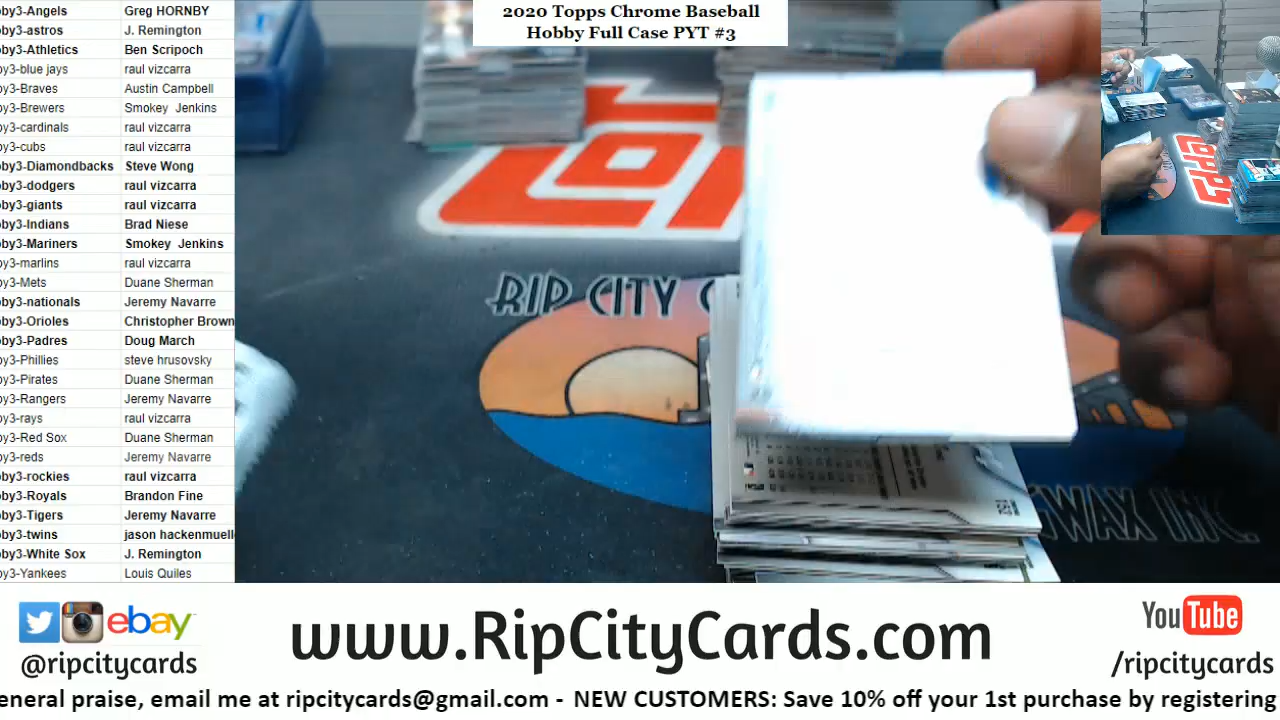 2020 Topps Chrome Baseball
Hobby Full Case PYT #3
by3-Angels Greg HORNBY
by3-astros J. Remington
by3-Athletics Ben Scripoch
by3-blue jays raul vizcarra
by3-Braves Austin Campbell
by3-Brewers Smokey Jenkins
by3-cardinals raul vizcarra
by3-cubs raul vizcarra
by3-Diamondbacks Steve Wong
by3-dodgers raul vizcarra
by3-giants raul vizcarra
by3-Indians Brad Niese
by3-Mariners Smokey Jenkins
by3-marlins raul vizcarra
by3-Mets Duane Sherman
by3-nationals Jeremy Navarre
by3-Orioles Christopher Brown
by3-Padres Doug March
by3-Phillies steve hrusovsky
by3-Pirates Duane Sherman
by3-Rangers Jeremy Navarre
by3-rays raul vizcarra
by3-Red Sox Duane Sherman
by3-reds Jeremy Navarre
by3-rockies raul vizcarra
by3-Royals Brandon Fine
by3-Tigers Jeremy Navarre
by3-twins jason hackenmuell
by3-White Sox J. Remington
by3-Yankees Louis Quiles
RIP CITY
WAX INC.
TOPPS
ebay
@ripcitycards
www.RipCityCards.com
YouTube
/ripcitycards
eneral praise, email me at ripcitycards@gmail.com - NEW CUSTOMERS: Save 10% off your 1st purchase by registering